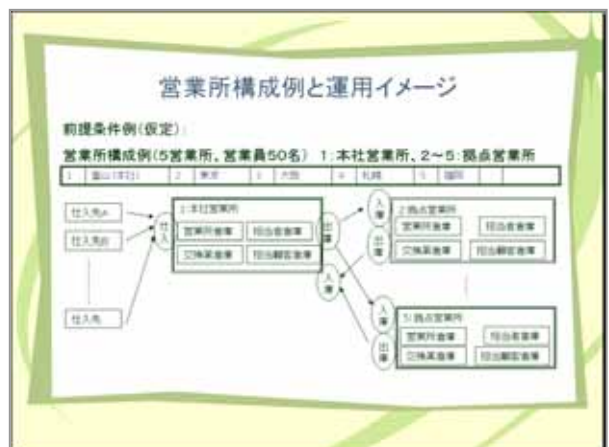 営業所構成例と運用イメージ
前提条件例(仮定):
営業所構成例(5営業所、営業員50名) 1:本社営業所、2～5:拠点営業所
1 富山(本社) 2 東京 3 大阪 4 札幌 5 福岡
仕入先A
仕入先B
仕入先
仕入
1:本社営業所
営業所倉庫 担当者倉庫
交換薬倉庫 担当顧客倉庫
出庫
入庫
入庫
出庫
2:拠点営業所
営業所倉庫 担当者倉庫
交換薬倉庫 担当顧客倉庫
入庫
出庫
5:拠点営業所
営業所倉庫 担当者倉庫
交換薬倉庫 担当顧客倉庫